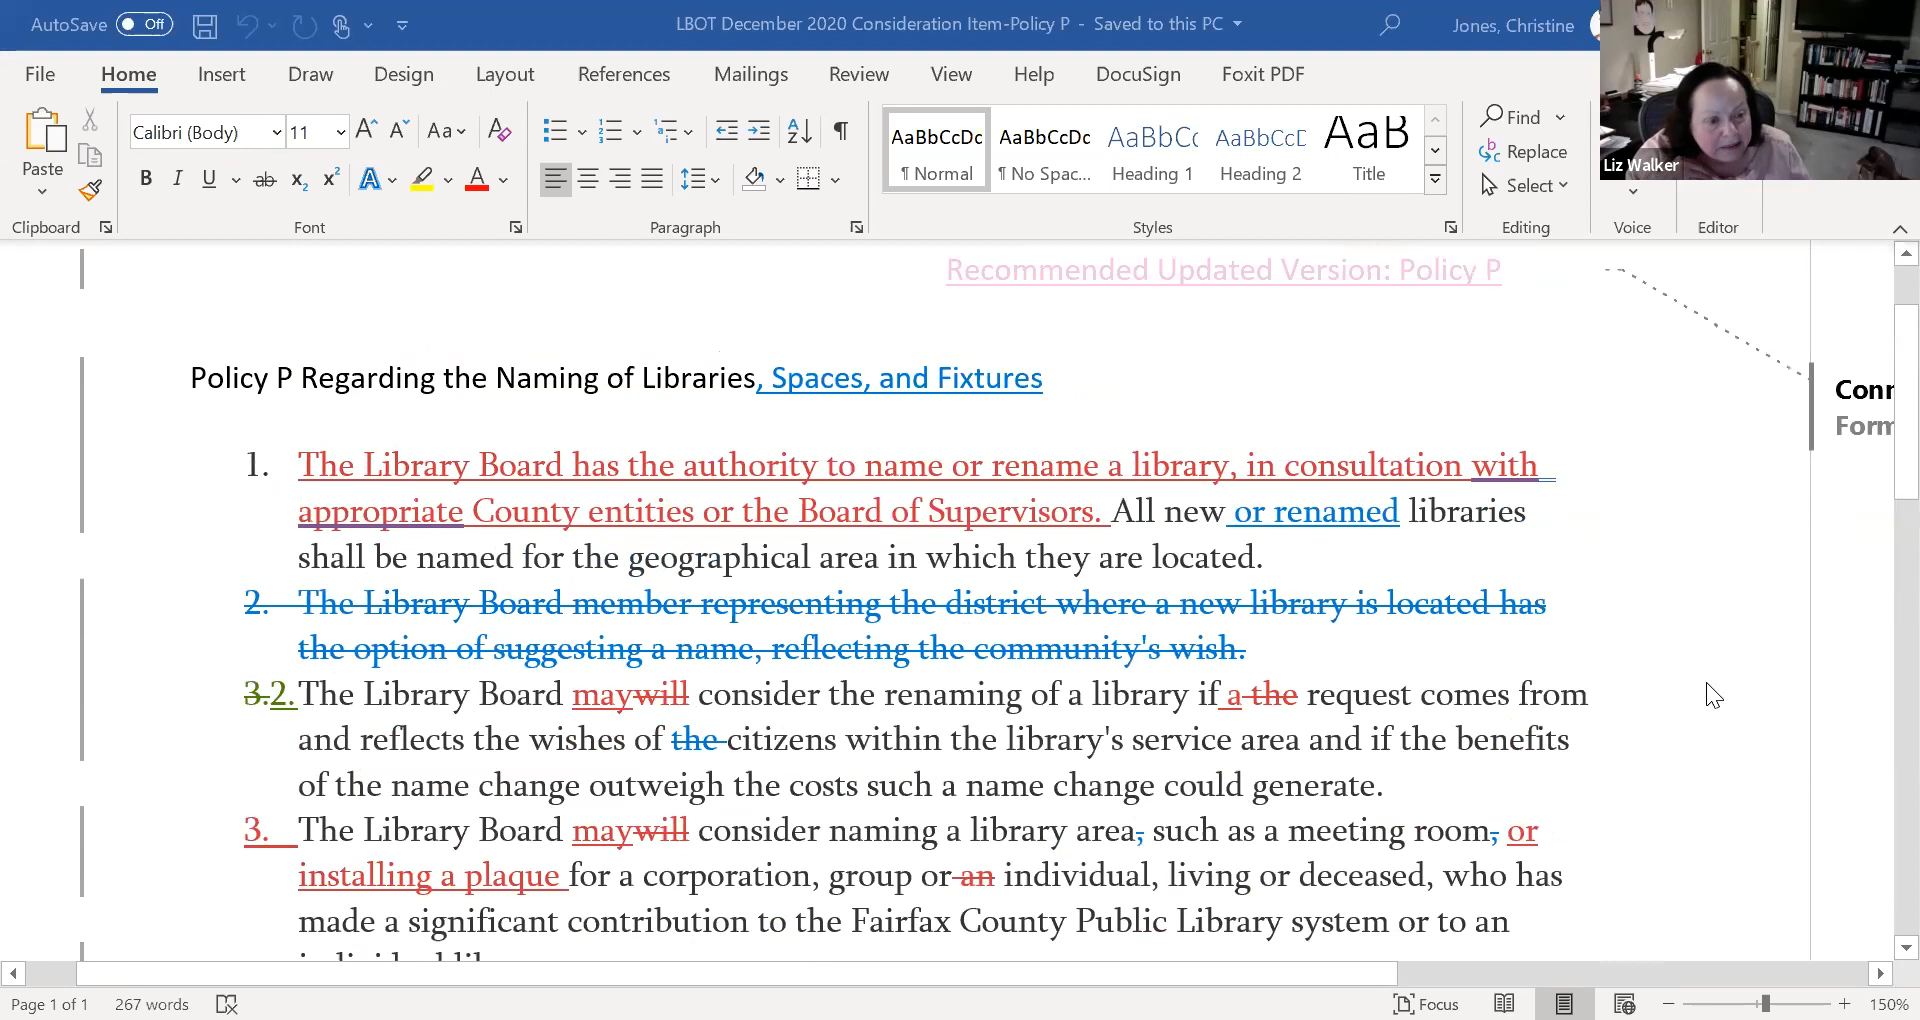 AutoSave Off LBOT December 2020 Consideration Item-Policy P - Saved to this PC Jones, Christine
File Home Insert Draw Design Layout References Mailings Review View Help DocuSign Foxit PDF
Liz Walker
Paste
Calibri (Body) 11 Aa
B I U ab x2 x2 A A
AaBbCcDc AaBbCcDc AaBbCc AaBbCcD AaB
¶ Normal ¶ No Spac... Heading 1 Heading 2 Title
Find
Replace
Select
Clipboard Font Paragraph Styles Editing Voice Editor
Recommended Updated Version: Policy P
Policy P Regarding the Naming of Libraries, Spaces, and Fixtures
1. The Library Board has the authority to name or rename a library, in consultation with
appropriate County entities or the Board of Supervisors. All new or renamed libraries
shall be named for the geographical area in which they are located.
2. The Library Board member representing the district where a new library is located has
the option of suggesting a name, reflecting the community's wish.
3.2. The Library Board maywill consider the renaming of a library if a the request comes from
and reflects the wishes of the citizens within the library's service area and if the benefits
of the name change outweigh the costs such a name change could generate.
3. The Library Board maywill consider naming a library area, such as a meeting room, or
installing a plaque for a corporation, group or an individual, living or deceased, who has
made a significant contribution to the Fairfax County Public Library system or to an
Page 1 of 1 267 words Focus 150%